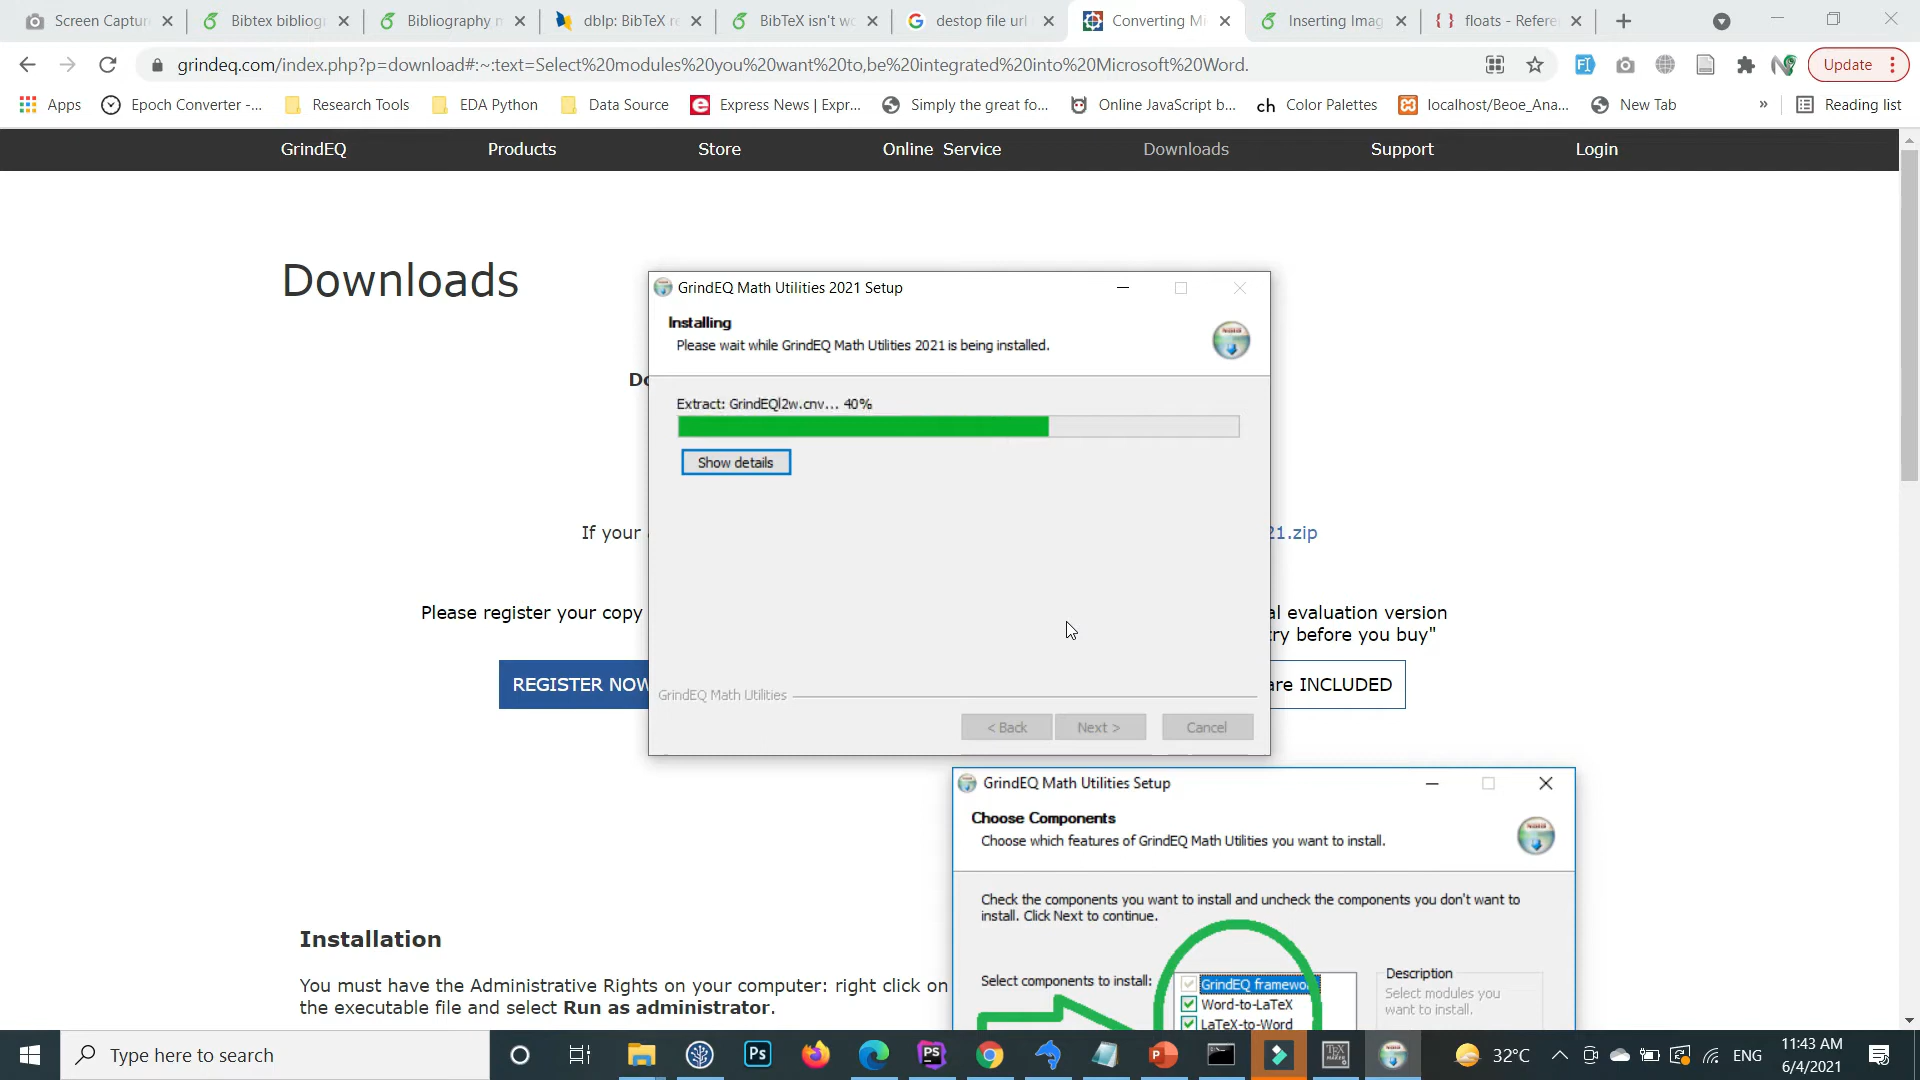 Screen Captur
Bibtex bibliog
Bibliography m
dblp: BibTeX re
BibTeX isn't wo
destop file url
Converting Mi
Inserting Imag
floats - Refere
grindeq.com/index.php?p=download#:~:text=Select%20modules%20you%20want%20to,be%20integrated%20into%20Microsoft%20Word.
Update
Apps
Epoch Converter -...
Research Tools
EDA Python
Data Source
Express News | Expr...
Simply the great fo...
Online JavaScript b...
ch Color Palettes
localhost/Beoe_Ana...
New Tab
»
Reading list
GrindEQ
Products
Store
Online Service
Downloads
Support
Login
Downloads
GrindEQ Math Utilities 2021 Setup
Installing
Please wait while GrindEQ Math Utilities 2021 is being installed.
Extract: GrindEQl2w.cnv... 40%
Show details
If your
21.zip
Please register your copy
al evaluation version
try before you buy"
REGISTER NOW
are INCLUDED
GrindEQ Math Utilities
< Back
Next >
Cancel
GrindEQ Math Utilities Setup
Choose Components
Choose which features of GrindEQ Math Utilities you want to install.
Check the components you want to install and uncheck the components you don't want to
install. Click Next to continue.
Select components to install:
GrindEQ framewo
Word-to-LaTeX
LaTeX-to-Word
Description
Select modules you
want to install.
Installation
You must have the Administrative Rights on your computer: right click on
the executable file and select Run as administrator.
Type here to search
32°C
ENG
11:43 AM
6/4/2021